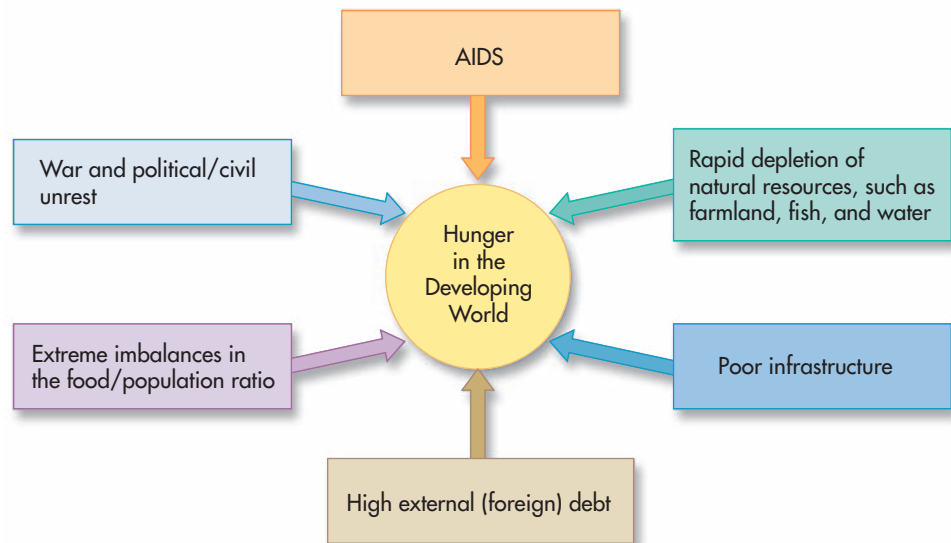 AIDS
War and political/civil
unrest
Rapid depletion of
natural resources, such as
farmland, fish, and water
Hunger
in the
Developing
World
Extreme imbalances in
the food/population ratio
Poor infrastructure
High external (foreign) debt